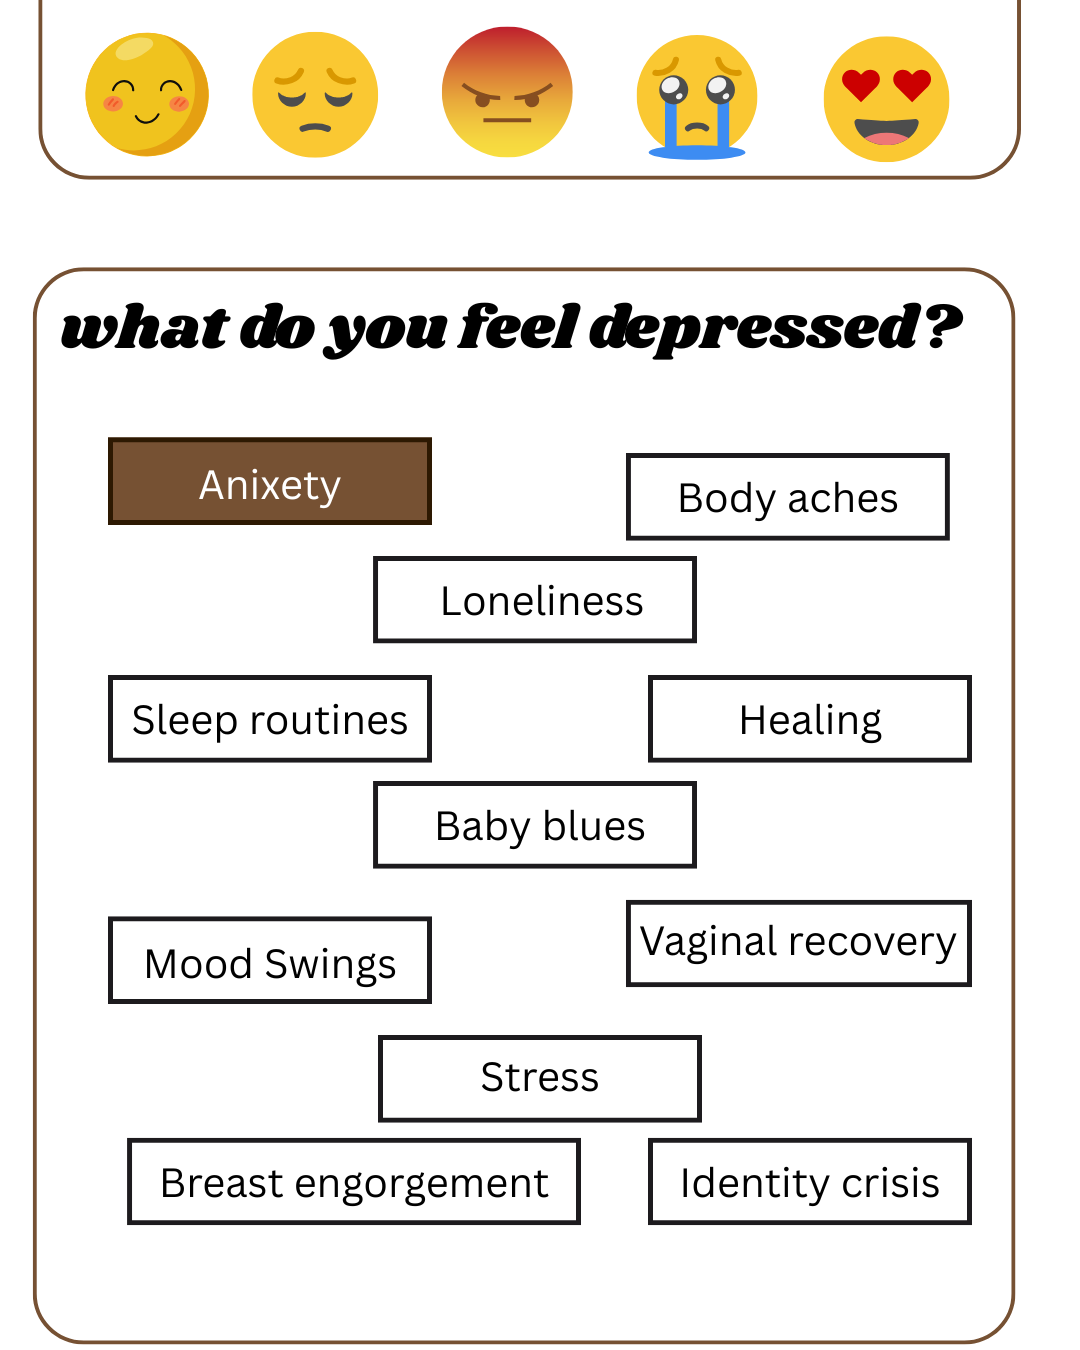 what do you feel depressed?
Anixety
Body aches
Loneliness
Sleep routines
Healing
Baby blues
Mood Swings
Vaginal recovery
Stress
Breast engorgement
Identity crisis